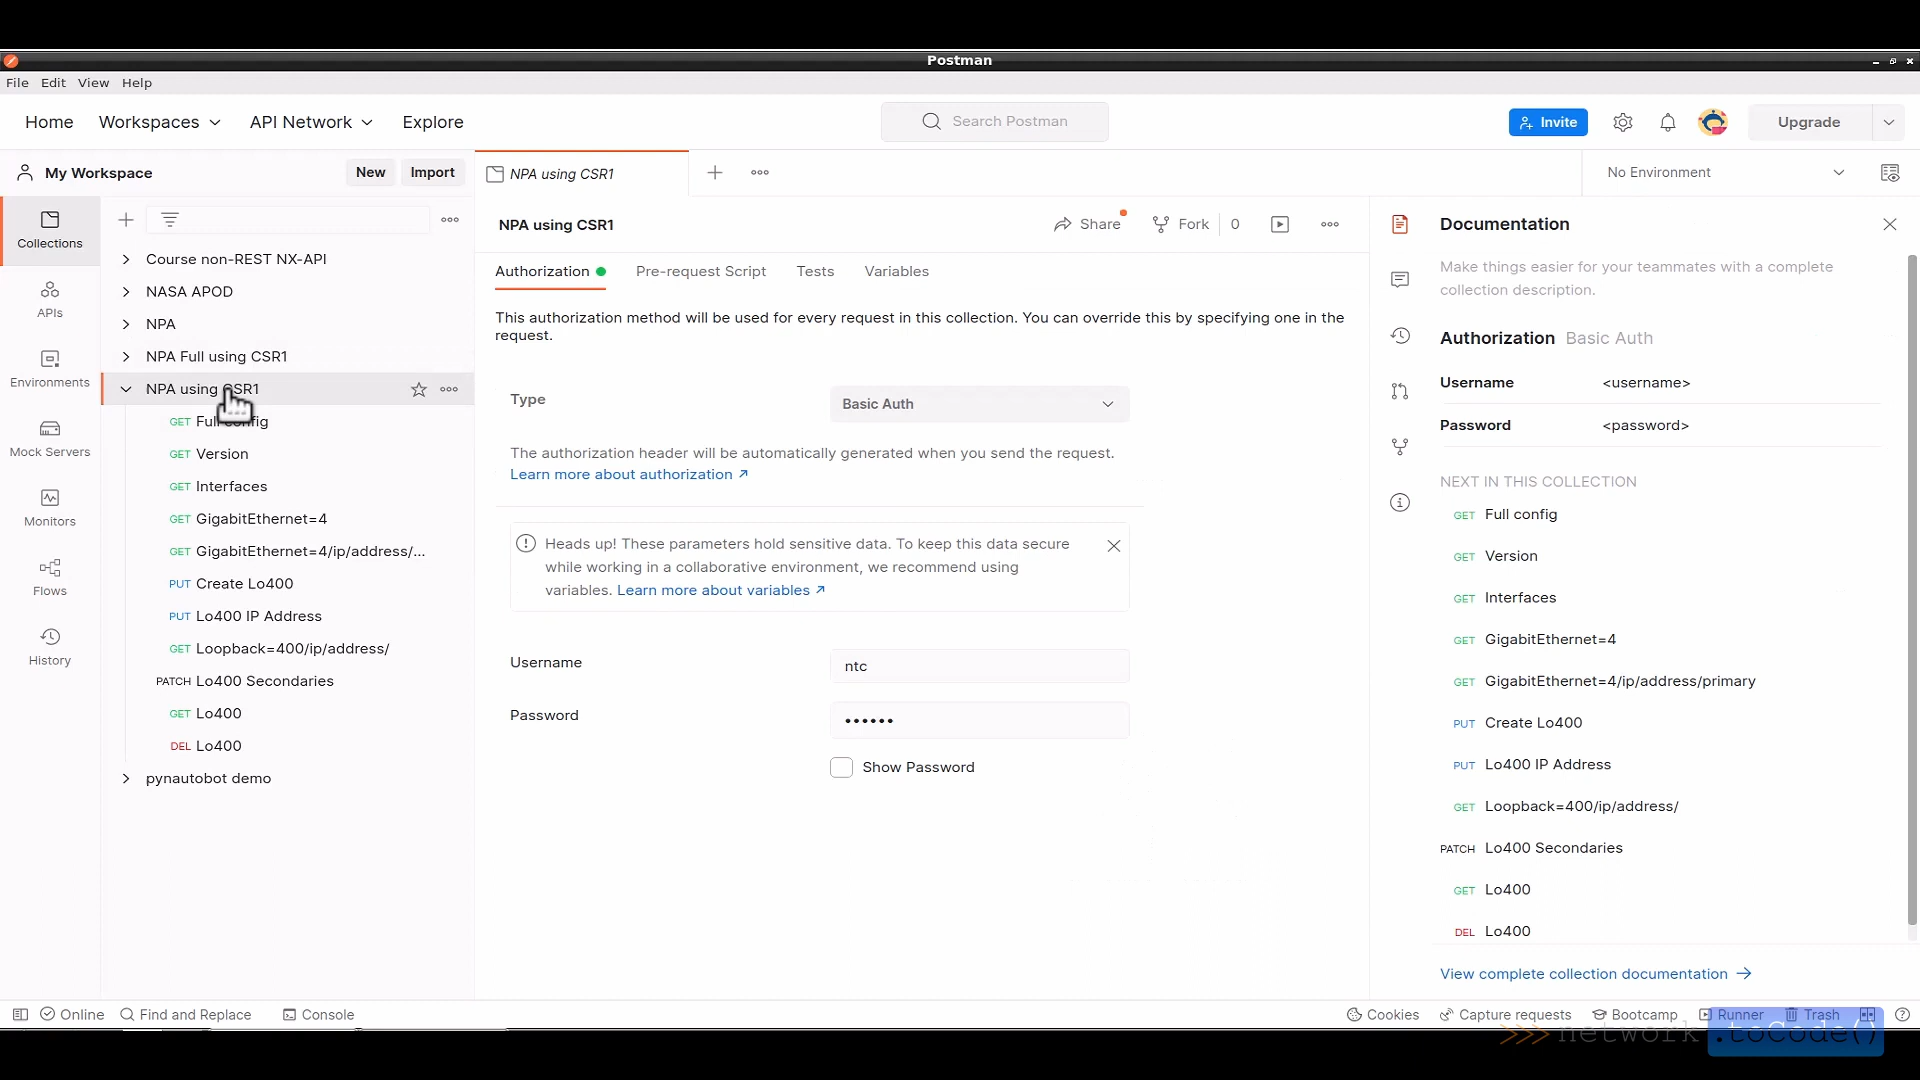 Postman
File Edit View Help
Home Workspaces API Network Explore
Search Postman
Invite
Upgrade
My Workspace
New
Import
NPA using CSR1
No Environment
Collections
APIs
Environments
Mock Servers
Monitors
Flows
History
Course non-REST NX-API
NASA APOD
NPA
NPA Full using CSR1
NPA using CSR1
GET Full config
GET Version
GET Interfaces
GET GigabitEthernet=4
GET GigabitEthernet=4/ip/address/...
PUT Create Lo400
PUT Lo400 IP Address
GET Loopback=400/ip/address/
PATCH Lo400 Secondaries
GET Lo400
DEL Lo400
pynautobot demo
NPA using CSR1
Share
Fork 0
Authorization Pre-request Script Tests Variables
This authorization method will be used for every request in this collection. You can override this by specifying one in the
request.
Type
Basic Auth
The authorization header will be automatically generated when you send the request.
Learn more about authorization ↗
Heads up! These parameters hold sensitive data. To keep this data secure
while working in a collaborative environment, we recommend using
variables. Learn more about variables ↗
Username
ntc
Password
••••••
Show Password
Documentation
Make things easier for your teammates with a complete
collection description.
Authorization Basic Auth
Username <username>
Password <password>
NEXT IN THIS COLLECTION
GET Full config
GET Version
GET Interfaces
GET GigabitEthernet=4
GET GigabitEthernet=4/ip/address/primary
PUT Create Lo400
PUT Lo400 IP Address
GET Loopback=400/ip/address/
PATCH Lo400 Secondaries
GET Lo400
DEL Lo400
View complete collection documentation →
Online Find and Replace Console
Cookies Capture requests Bootcamp Runner Trash
>>> network .toCode()